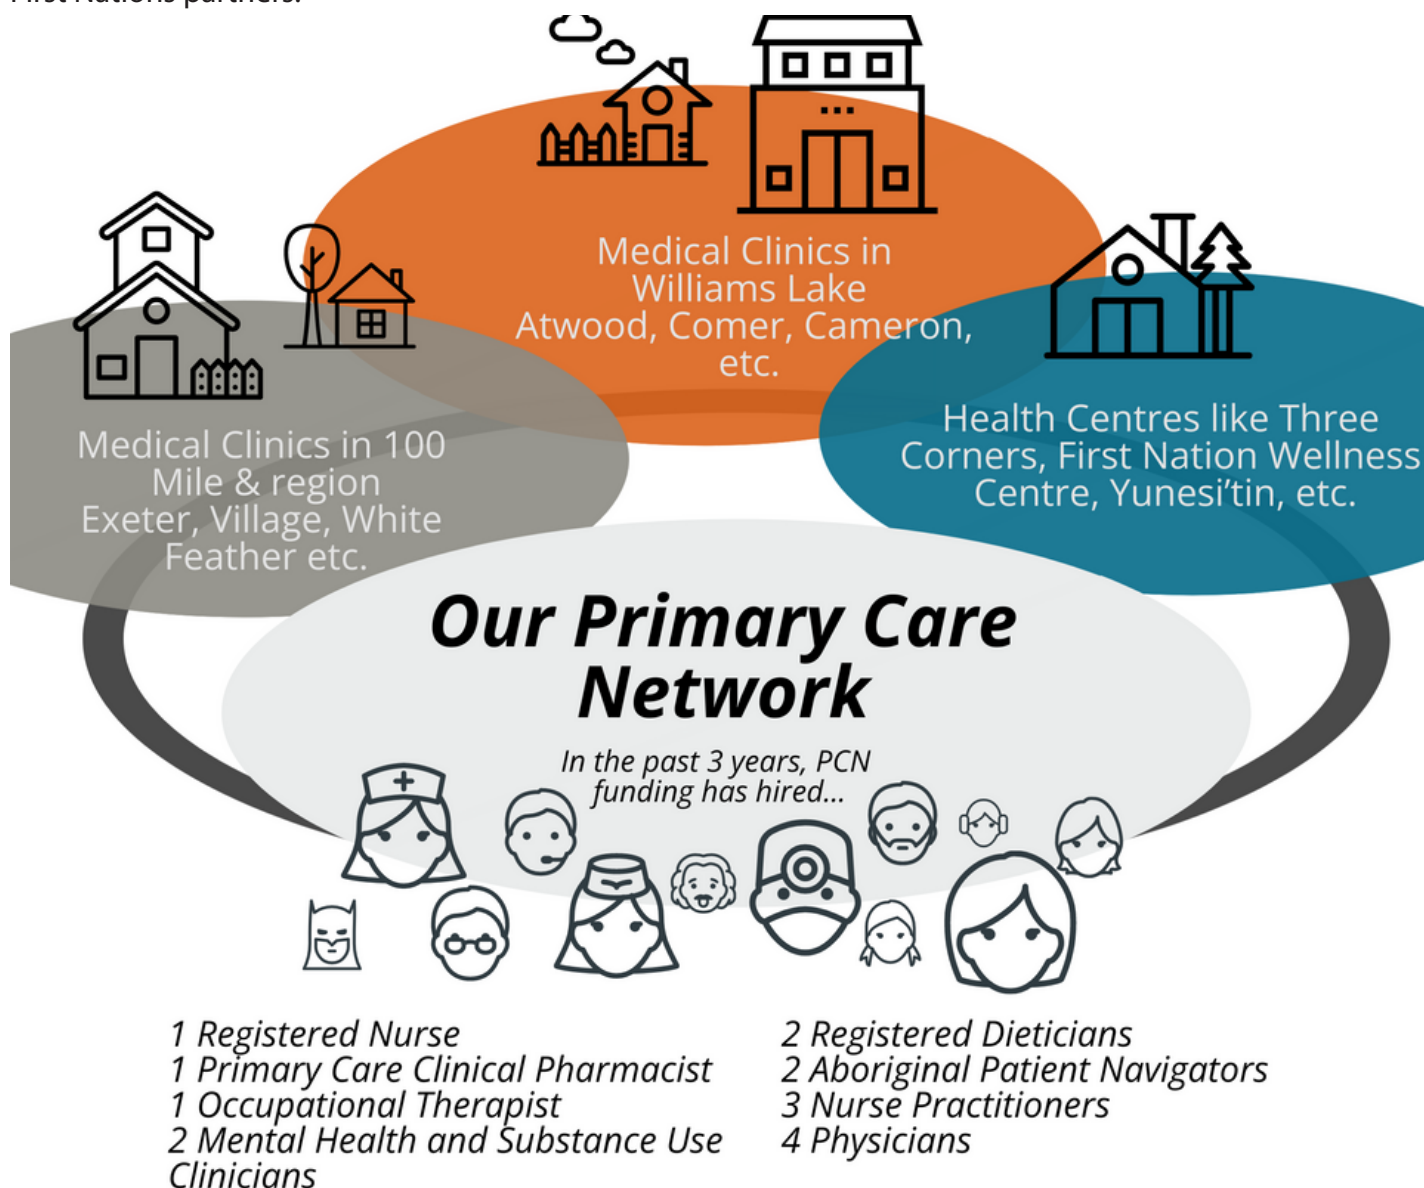 First Nations partners.
Medical Clinics in
Williams Lake
Atwood, Comer, Cameron,
etc.
Medical Clinics in 100
Mile & region
Exeter, Village, White
Feather etc.
Health Centres like Three
Corners, First Nation Wellness
Centre, Yunesi’tin, etc.
Our Primary Care
Network
In the past 3 years, PCN
funding has hired...
1 Registered Nurse
1 Primary Care Clinical Pharmacist
1 Occupational Therapist
2 Mental Health and Substance Use
Clinicians
2 Registered Dieticians
2 Aboriginal Patient Navigators
3 Nurse Practitioners
4 Physicians